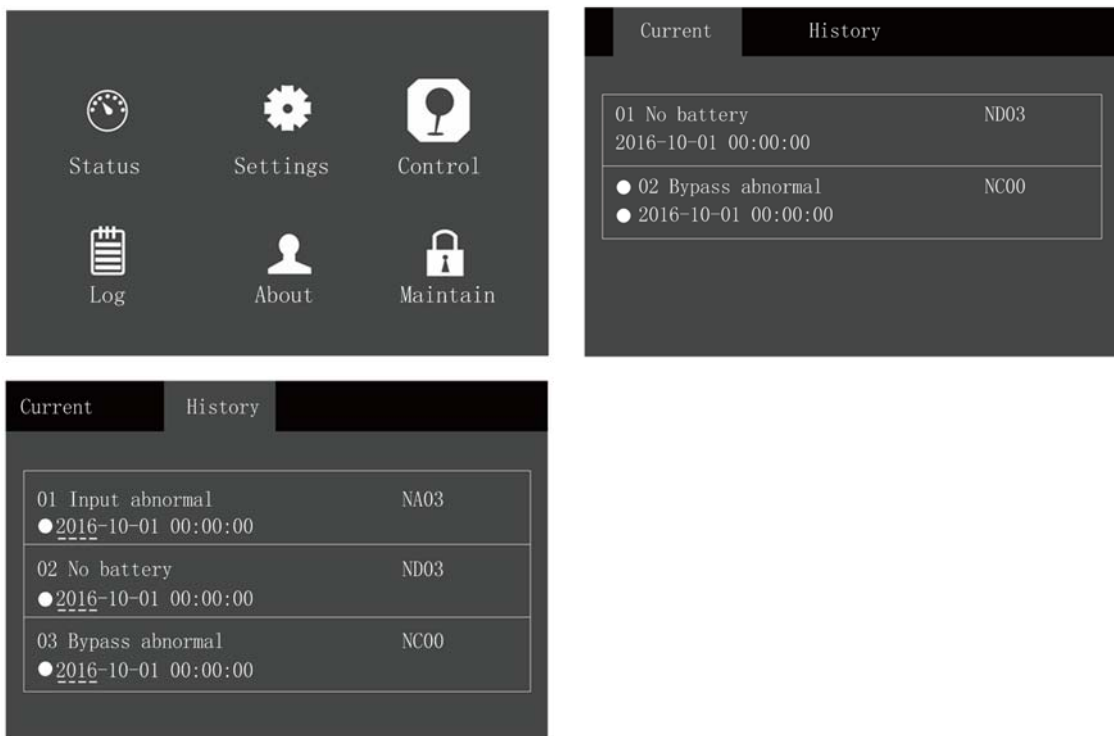 Status Settings Control
Log About Maintain
Current History
01 No battery ND03
2016-10-01 00:00:00
● 02 Bypass abnormal NC00
● 2016-10-01 00:00:00
Current History
01 Input abnormal NA03
●2016-10-01 00:00:00
02 No battery ND03
●2016-10-01 00:00:00
03 Bypass abnormal NC00
●2016-10-01 00:00:00